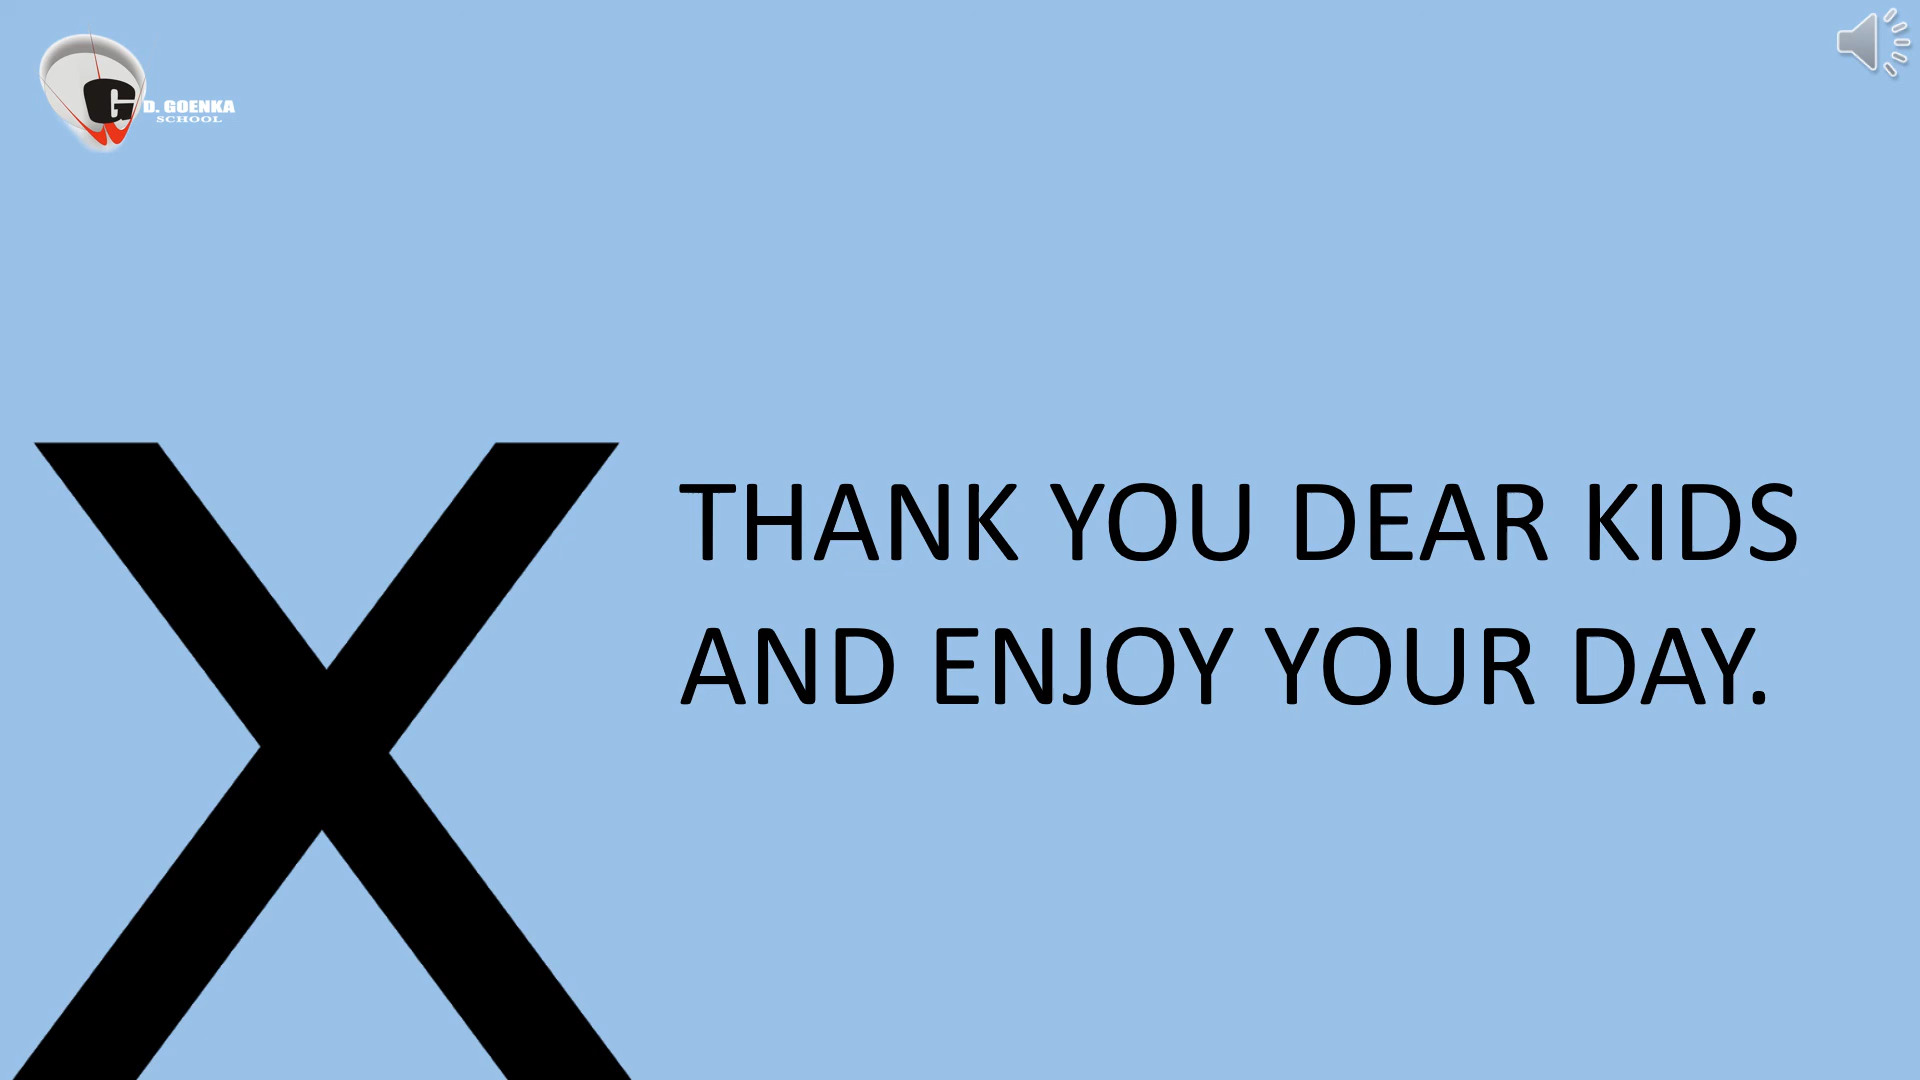 G
D. GOENKA
SCHOOL
X
THANK YOU DEAR KIDS
AND ENJOY YOUR DAY.